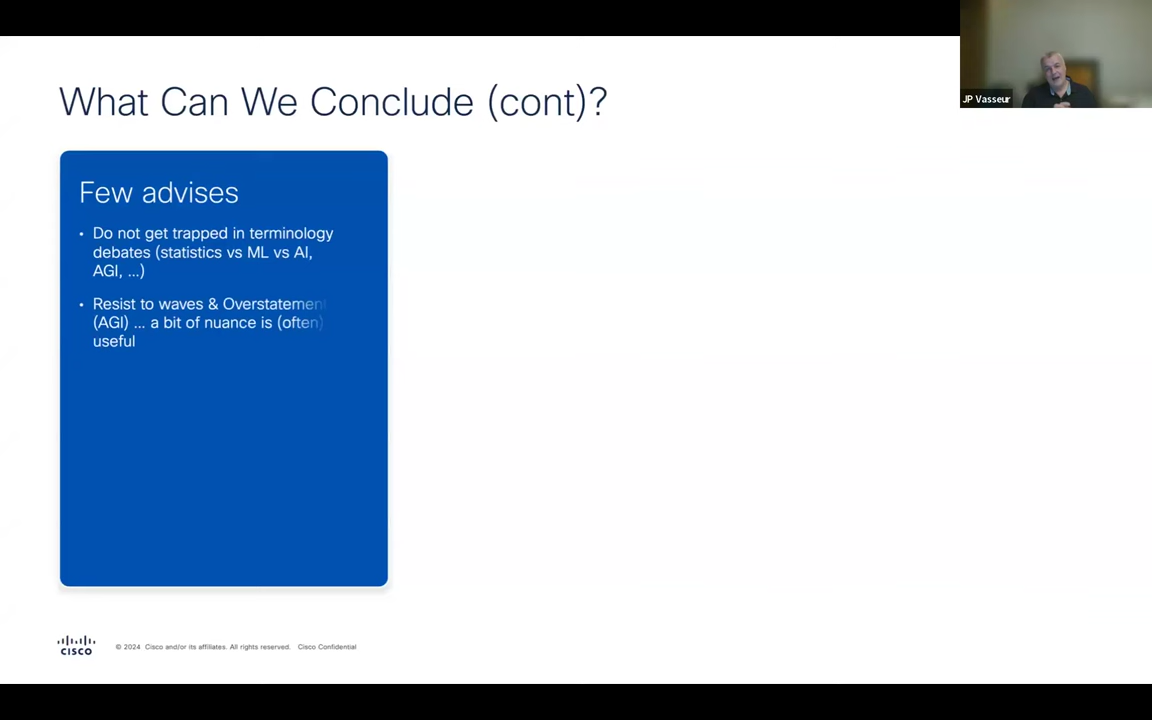 JP Vasseur
What Can We Conclude (cont)?
Few advises
• Do not get trapped in terminology
debates (statistics vs ML vs AI,
AGI, ...)
• Resist to waves & Overstatement
(AGI) ... a bit of nuance is (often)
useful
CISCO
© 2024 Cisco and/or its affiliates. All rights reserved. Cisco Confidential